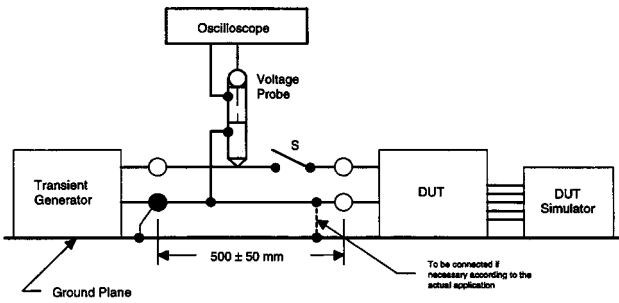 Oscilloscope
Voltage
Probe
S
Transient
Generator
DUT
DUT
Simulator
500 ± 50 mm
To be connected if
necessary according to the
actual application
Ground Plane